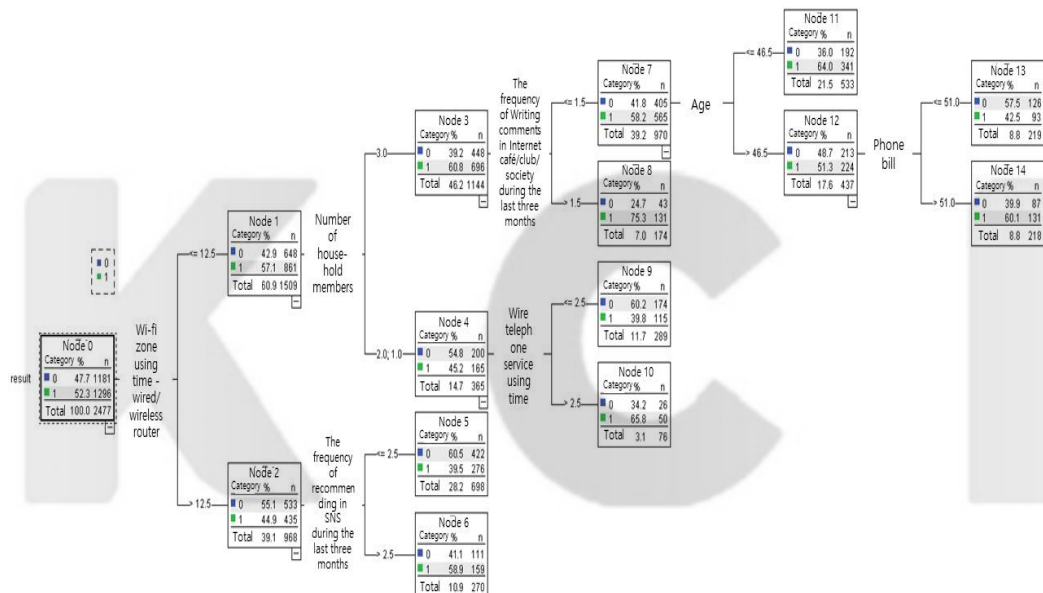 result
0
1
Node 0
Category % n
0 47.7 1181
1 52.3 1296
Total 100.0 2477
Wi-fi
zone
using
time -
wired/
wireless
router
<= 12.5
> 12.5
Node 1
Category % n
0 42.9 648
1 57.1 861
Total 60.9 1509
Number
of
house-
hold
members
3.0
2.0; 1.0
Node 2
Category % n
0 55.1 533
1 44.9 435
Total 39.1 968
The
frequency
of
recommen
ding in
SNS
during the
last three
months
<= 2.5
> 2.5
Node 3
Category % n
0 39.2 448
1 60.8 696
Total 46.2 1144
The
frequency
of Writing
comments
in Internet
café/club/
society
during the
last three
months
<= 1.5
> 1.5
Node 4
Category % n
0 54.8 200
1 45.2 165
Total 14.7 365
Wire
teleph
one
service
using
time
<= 2.5
> 2.5
Node 5
Category % n
0 60.5 422
1 39.5 276
Total 28.2 698
Node 6
Category % n
0 41.1 111
1 58.9 159
Total 10.9 270
Node 7
Category % n
0 41.8 405
1 58.2 565
Total 39.2 970
Age
<= 46.5
> 46.5
Node 8
Category % n
0 24.7 43
1 75.3 131
Total 7.0 174
Node 9
Category % n
0 60.2 174
1 39.8 115
Total 11.7 289
Node 10
Category % n
0 34.2 26
1 65.8 50
Total 3.1 76
Node 11
Category % n
0 36.0 192
1 64.0 341
Total 21.5 533
Node 12
Category % n
0 48.7 213
1 51.3 224
Total 17.6 437
Phone
bill
<= 51.0
> 51.0
Node 13
Category % n
0 57.5 126
1 42.5 93
Total 8.8 219
Node 14
Category % n
0 39.9 87
1 60.1 131
Total 8.8 218
KCI